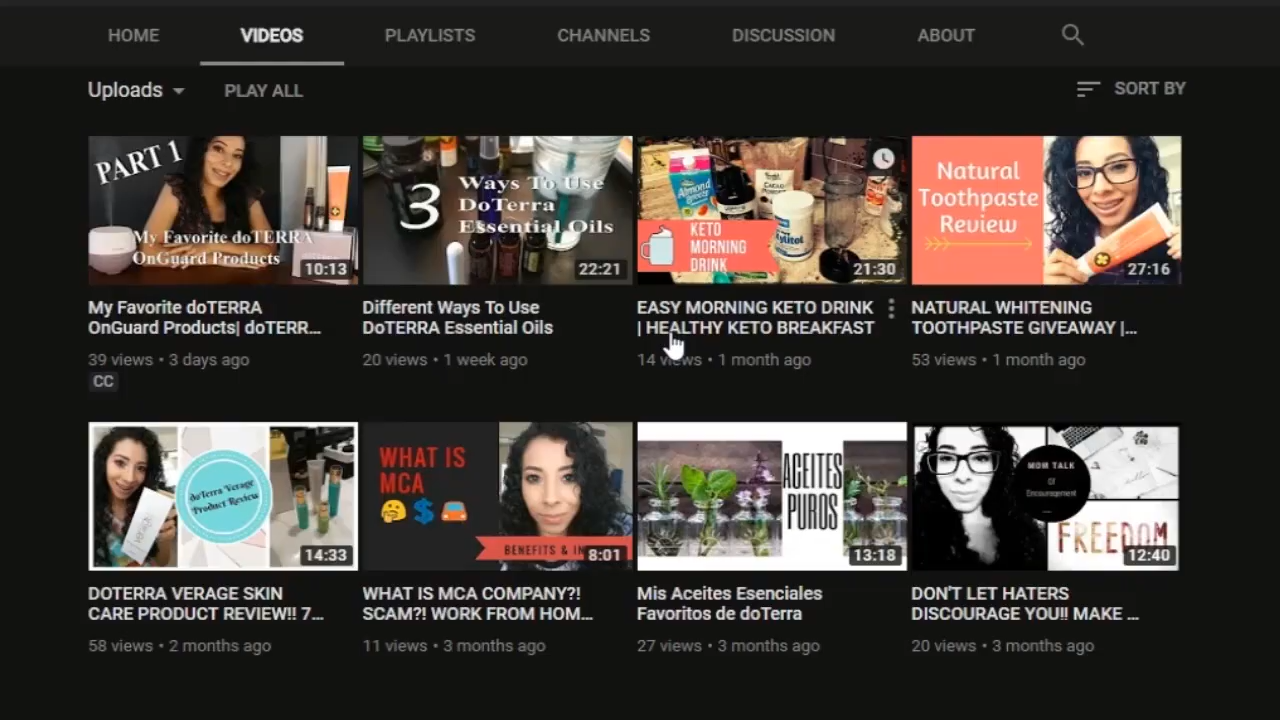 HOME VIDEOS PLAYLISTS CHANNELS DISCUSSION ABOUT
Uploads PLAY ALL SORT BY
PART 1
My Favorite doTERRA
OnGuard Products
10:13
3 Ways To Use
DoTerra
Essential Oils
22:21
Almond
Breeze
CACAO
Xylitol
KETO
MORNING
DRINK
21:30
Natural
Toothpaste
Review
27:16
My Favorite doTERRA
OnGuard Products| doTERR...
39 views • 3 days ago
CC
Different Ways To Use
DoTERRA Essential Oils
20 views • 1 week ago
EASY MORNING KETO DRINK
| HEALTHY KETO BREAKFAST
14 views • 1 month ago
NATURAL WHITENING
TOOTHPASTE GIVEAWAY |...
53 views • 1 month ago
doTerra Verage
Product Review
14:33
WHAT IS
MCA
BENEFITS & IN
8:01
ACEITES
PUROS
13:18
MOM TALK
Of
Encouragement
FREEDOM
12:40
DOTERRA VERAGE SKIN
CARE PRODUCT REVIEW!! 7...
58 views • 2 months ago
WHAT IS MCA COMPANY?!
SCAM?! WORK FROM HOM...
11 views • 3 months ago
Mis Aceites Esenciales
Favoritos de doTerra
27 views • 3 months ago
DON'T LET HATERS
DISCOURAGE YOU!! MAKE ...
20 views • 3 months ago